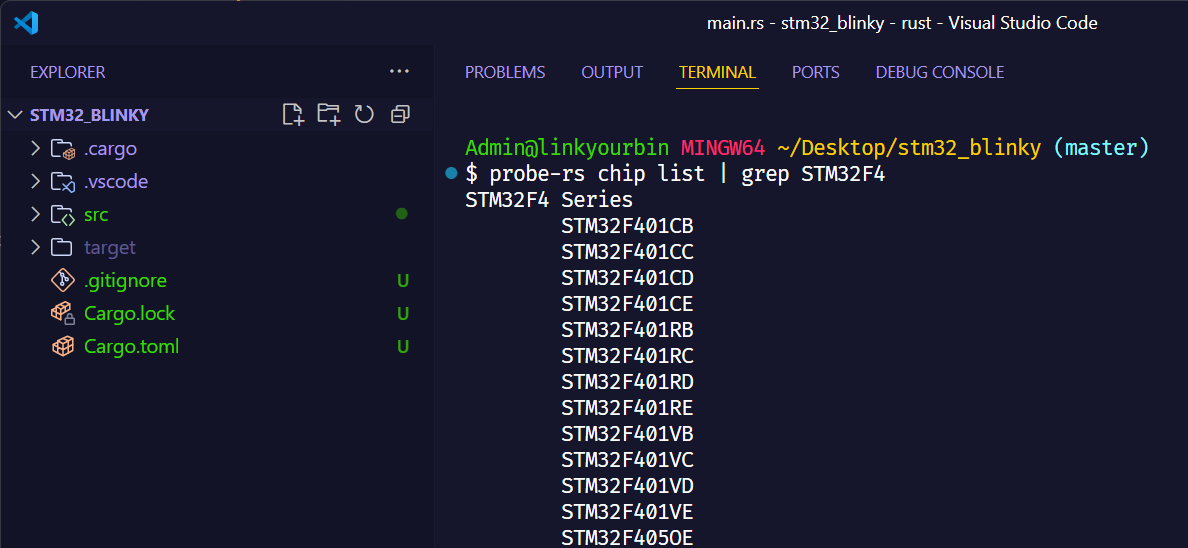 main.rs - stm32_blinky - rust - Visual Studio Code
EXPLORER
STM32_BLINKY
.cargo
.vscode
src
target
.gitignore U
Cargo.lock U
Cargo.toml U
PROBLEMS OUTPUT TERMINAL PORTS DEBUG CONSOLE
Admin@linkyourbin MINGW64 ~/Desktop/stm32_blinky (master)
$ probe-rs chip list | grep STM32F4
STM32F4 Series
STM32F401CB
STM32F401CC
STM32F401CD
STM32F401CE
STM32F401RB
STM32F401RC
STM32F401RD
STM32F401RE
STM32F401VB
STM32F401VC
STM32F401VD
STM32F401VE
STM32F405OE